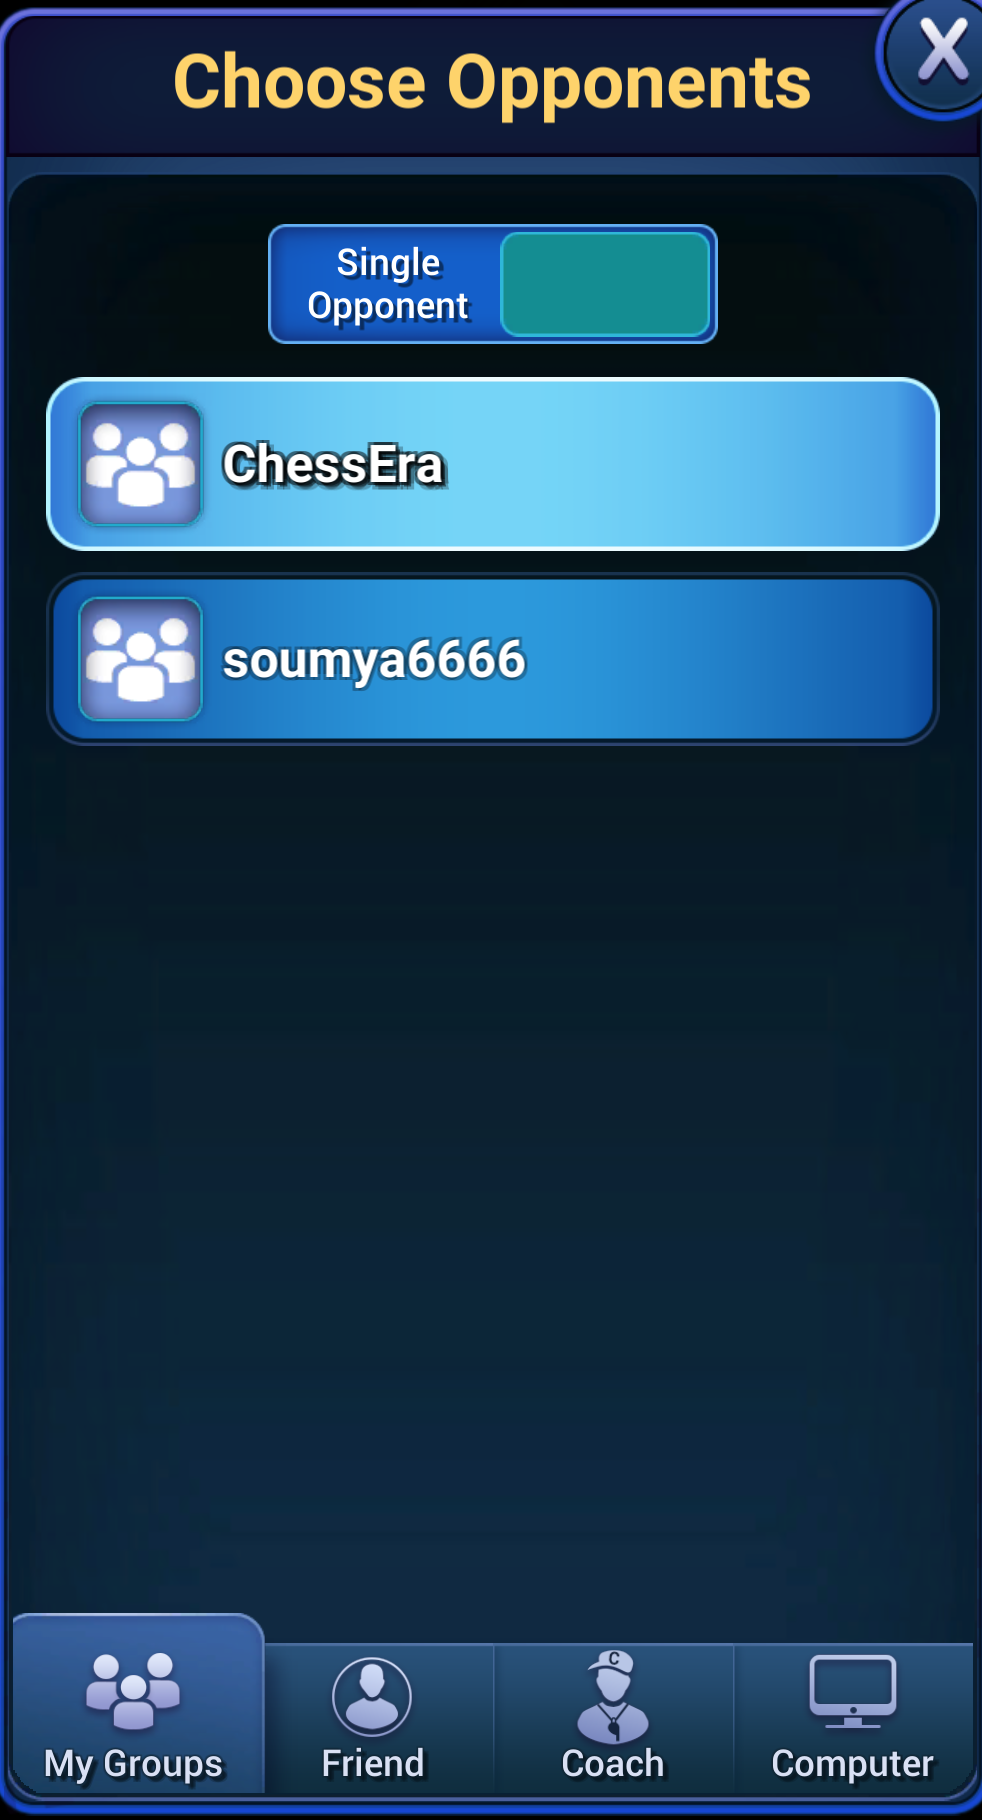 Choose Opponents
X
Single
Opponent
ChessEra
soumya6666
C
My Groups
Friend
Coach
Computer